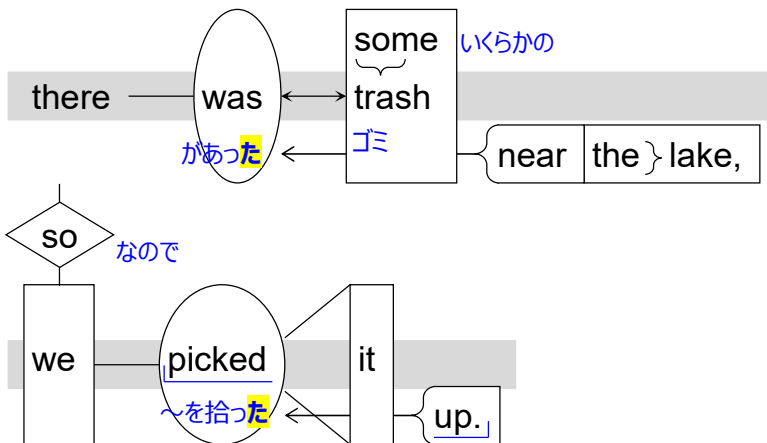 some いくらかの
there was trash
があった ゴミ
near the lake,
so なので
we picked it
～を拾った
up.